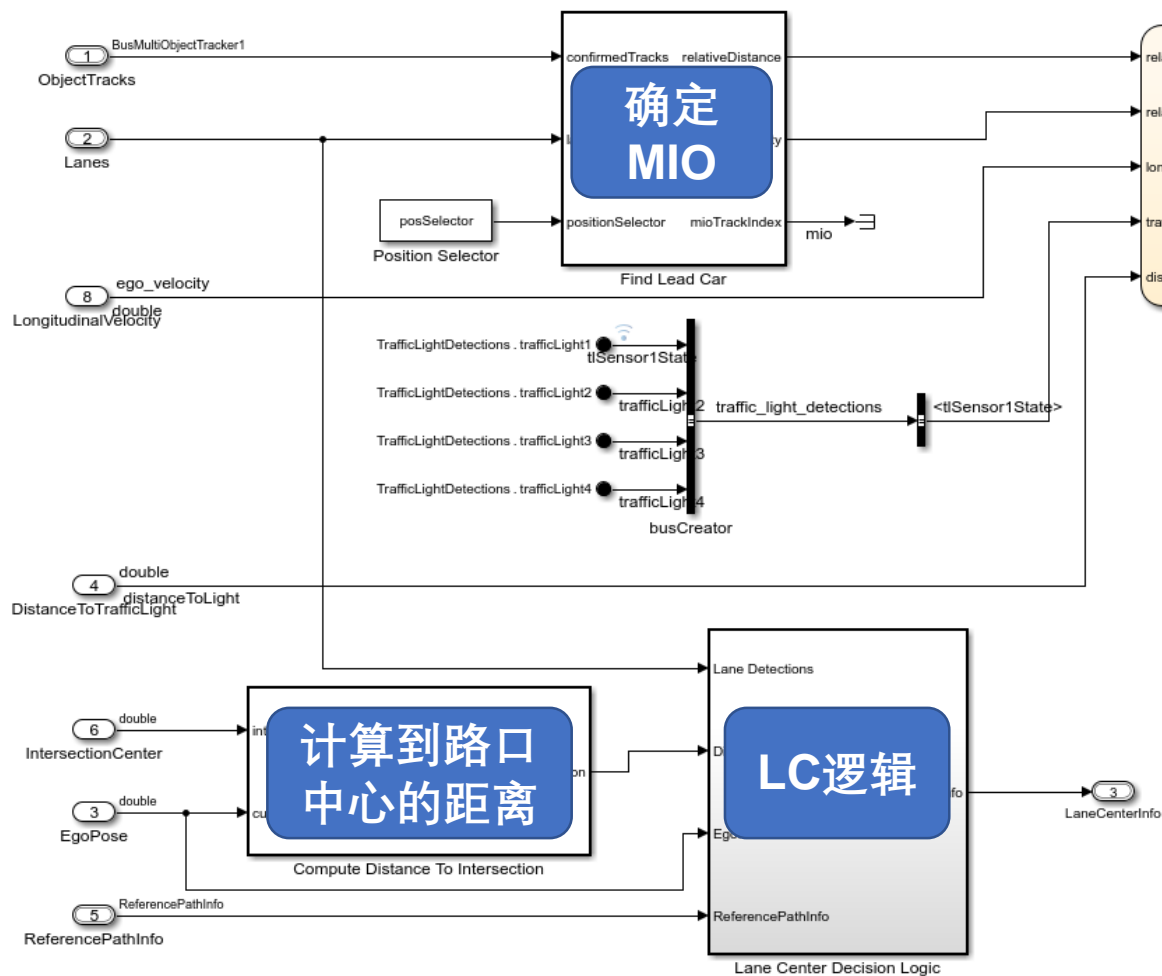 1
BusMultiObjectTracker1
ObjectTracks
2
Lanes
confirmedTracks
relativeDistance
确定
MIO
posSelector
Position Selector
positionSelector
mioTrackIndex
mio
Find Lead Car
8
ego_velocity
double
LongitudinalVelocity
TrafficLightDetections . trafficLight1
tlSensor1State
TrafficLightDetections . trafficLight2
trafficLight2
TrafficLightDetections . trafficLight3
trafficLight3
TrafficLightDetections . trafficLight4
trafficLight4
busCreator
traffic_light_detections
<tlSensor1State>
4
double
distanceToLight
DistanceToTrafficLight
6
double
IntersectionCenter
3
double
EgoPose
计算到路口
中心的距离
Compute Distance To Intersection
5
ReferencePathInfo
ReferencePathInfo
Lane Detections
LC逻辑
ReferencePathInfo
Lane Center Decision Logic
3
LaneCenterInfo